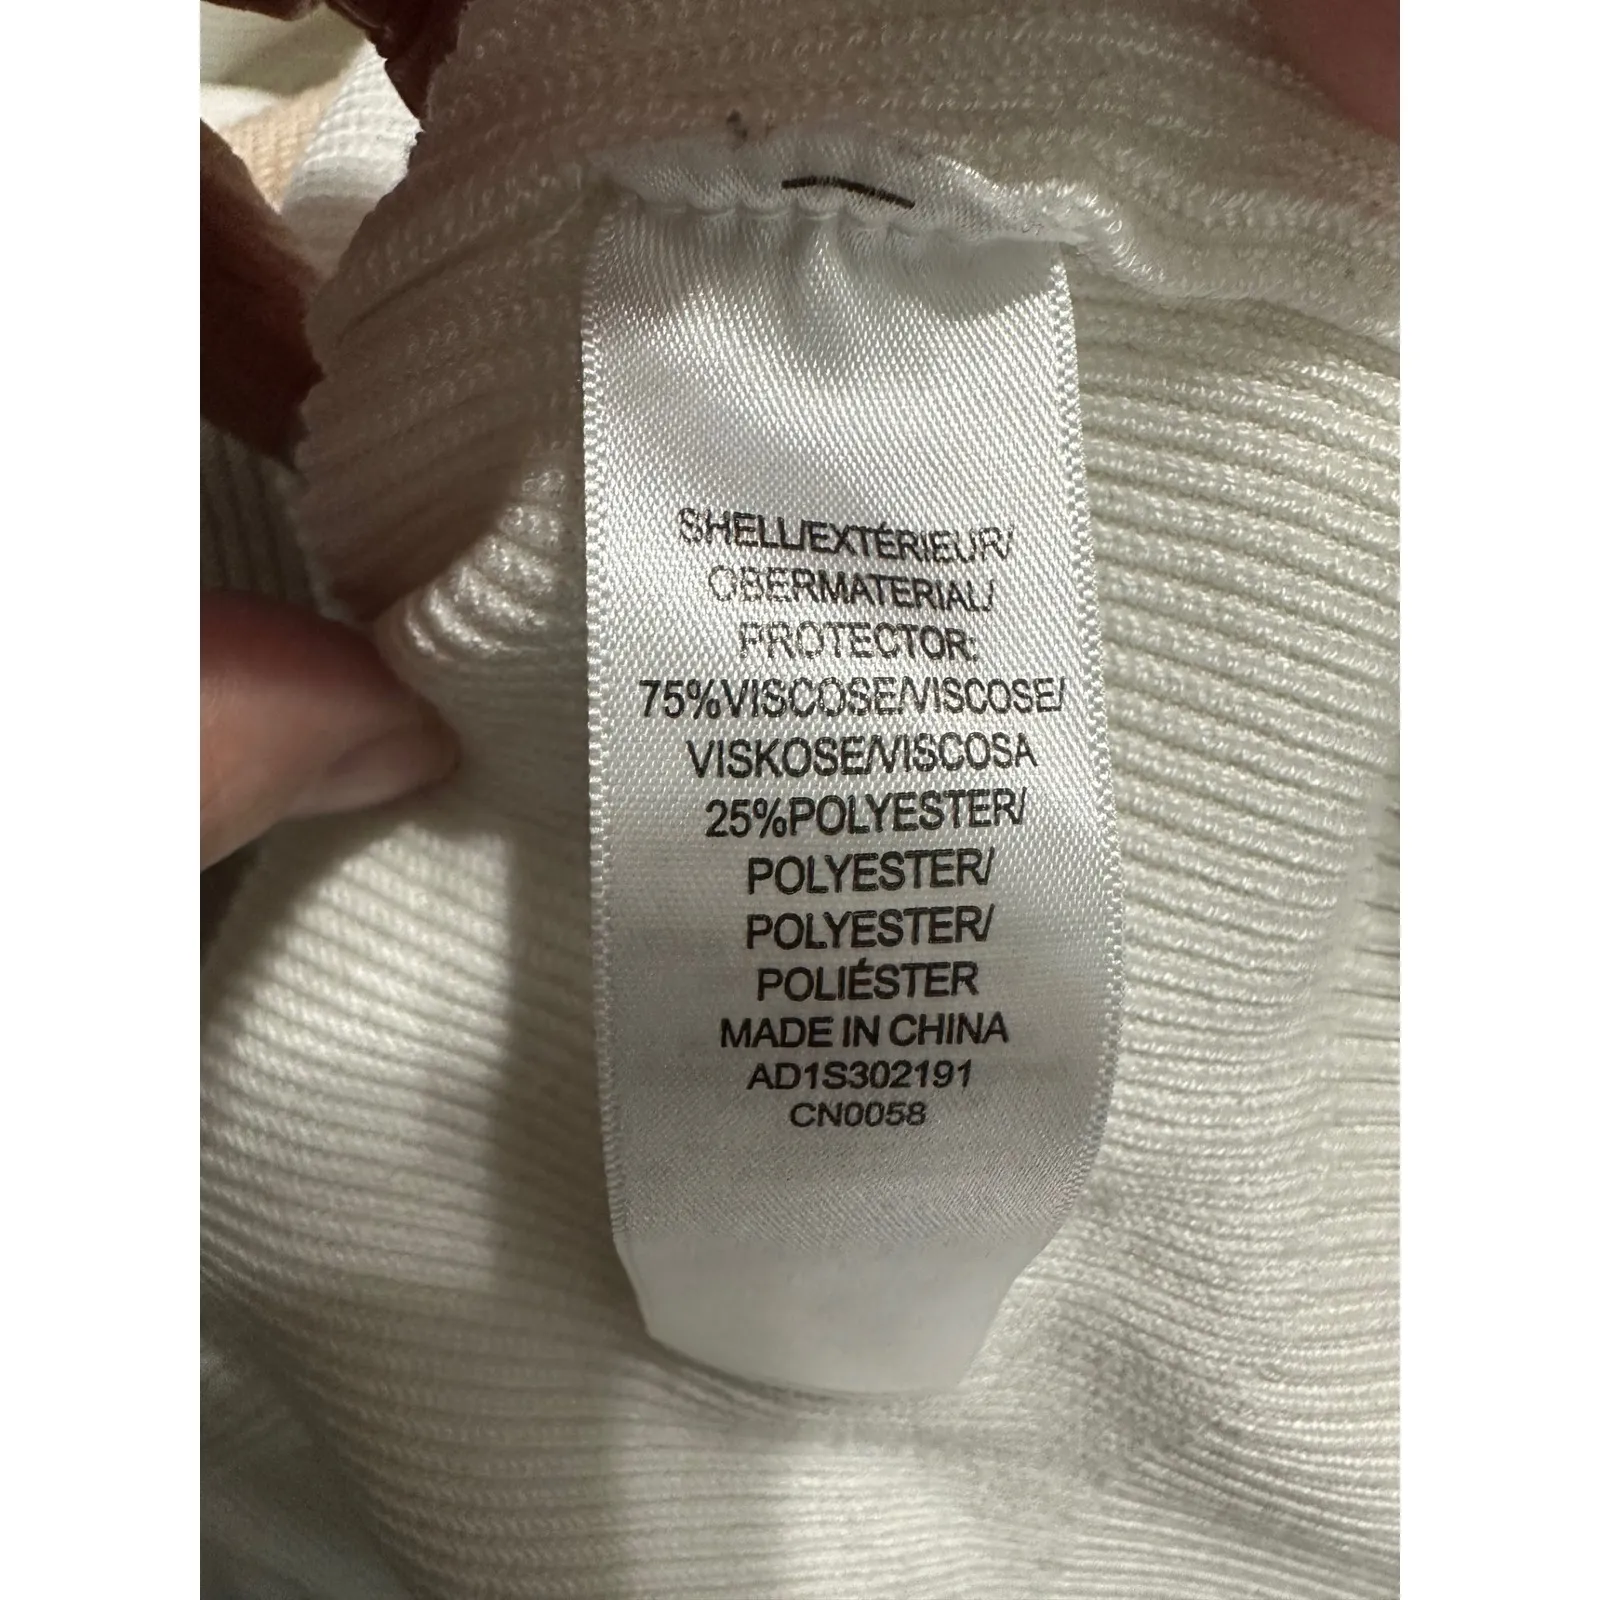 SHELL/EXTÉRIEUR/
OBERMATERIAL/
PROTECTOR:
75%VISCOSE/VISCOSE/
VISKOSE/VISCOSA
25%POLYESTER/
POLYESTER/
POLYESTER/
POLIÉSTER
MADE IN CHINA
AD1S302191
CN0058